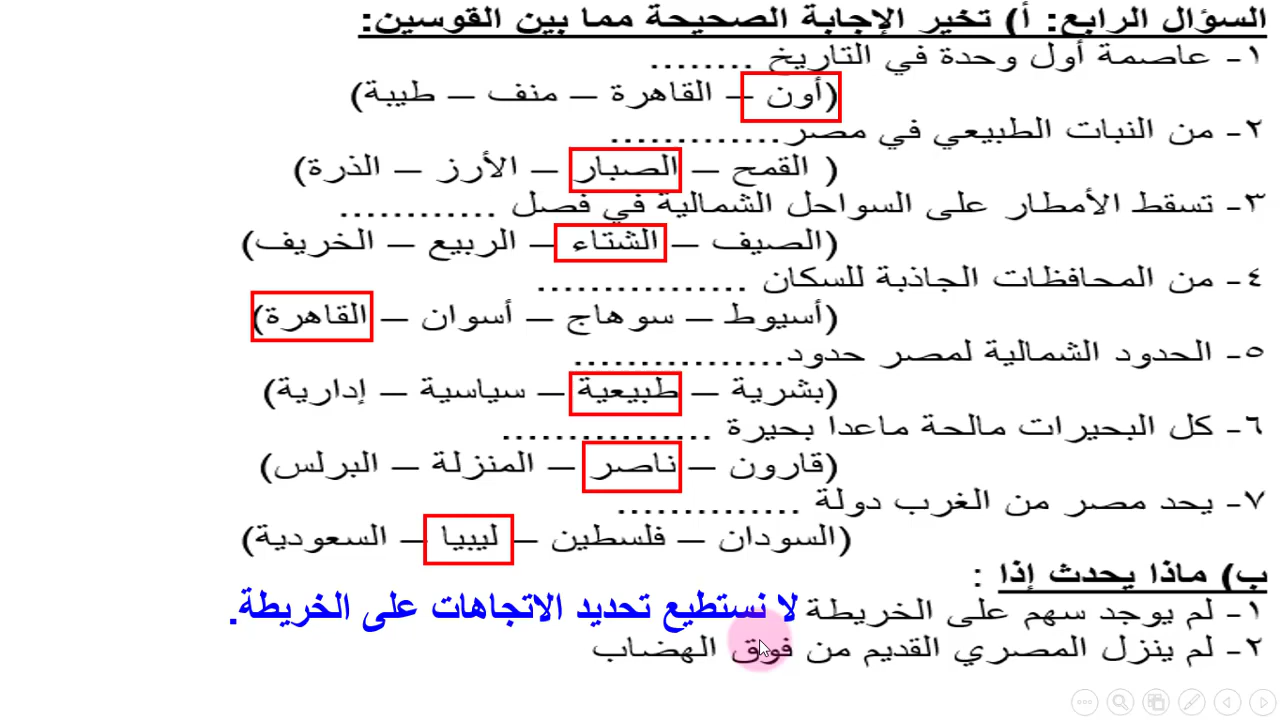 السؤال الرابع: أ) تخير الإجابة الصحيحة مما بين القوسين:
١- عاصمة أول وحدة في التاريخ ........
(أون – القاهرة – منف – طيبة)
٢- من النبات الطبيعي في مصر.............
( القمح – الصبار – الأرز – الذرة)
٣- تسقط الأمطار على السواحل الشمالية في فصل ............
(الصيف – الشتاء – الربيع – الخريف)
٤- من المحافظات الجاذبة للسكان ................
(أسيوط – سوهاج – أسوان – القاهرة)
٥- الحدود الشمالية لمصر حدود................
(بشرية – طبيعية – سياسية – إدارية)
٦- كل البحيرات مالحة ماعدا بحيرة ................
(قارون – ناصر – المنزلة – البرلس)
٧- يحد مصر من الغرب دولة ..............
(السودان – فلسطين – ليبيا – السعودية)
ب) ماذا يحدث إذا :
١- لم يوجد سهم على الخريطة لا نستطيع تحديد الاتجاهات على الخريطة.
٢- لم ينزل المصري القديم من فوق الهضاب